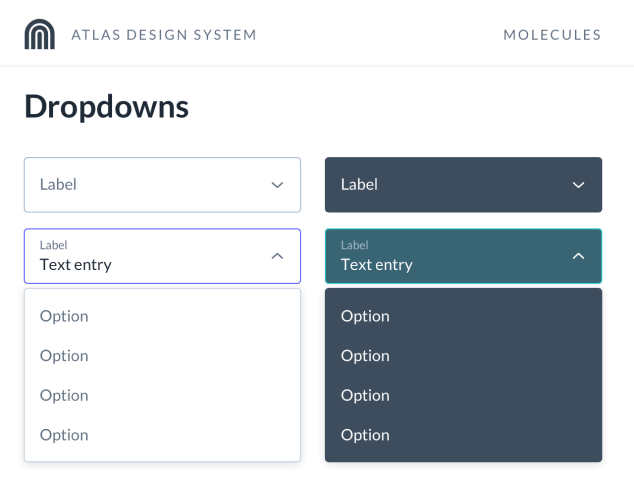 ATLAS DESIGN SYSTEM
MOLECULES
Dropdowns
Label
Label
Label
Text entry
Label
Text entry
Option
Option
Option
Option
Option
Option
Option
Option